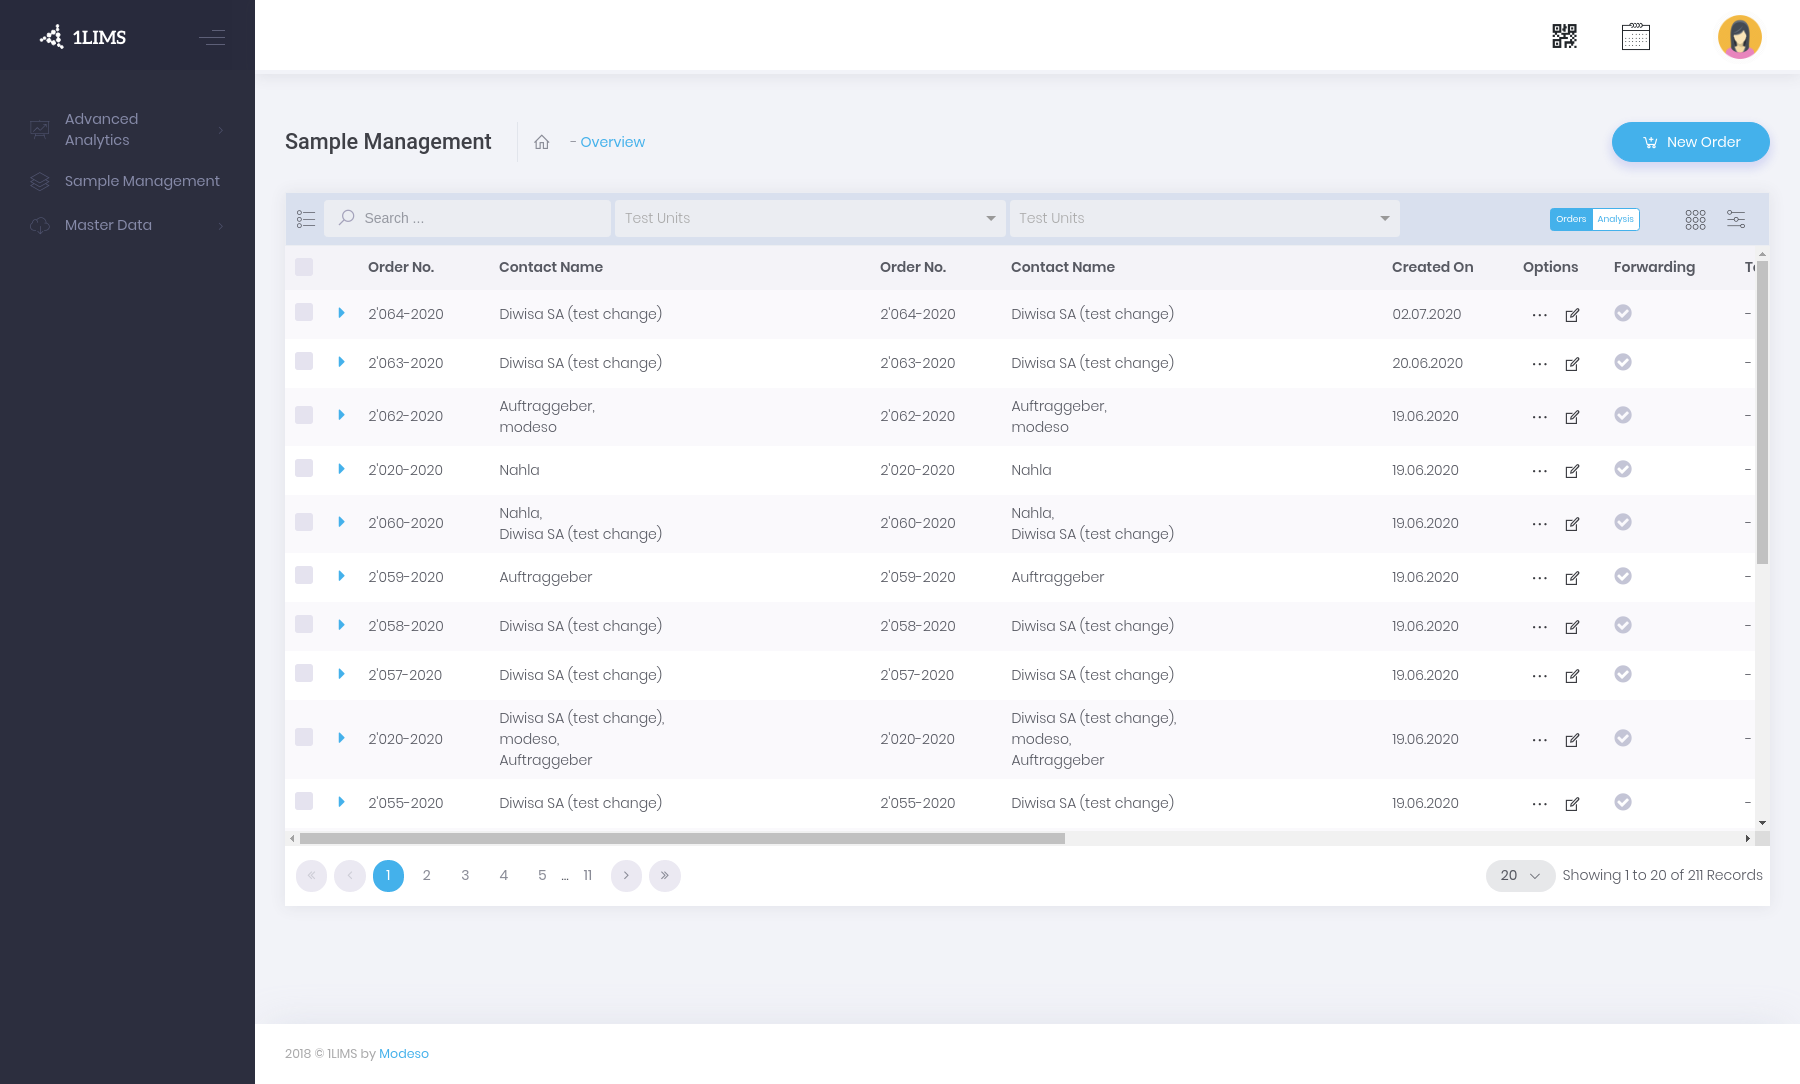 1LIMS
Advanced
Analytics
Sample Management
Master Data
Sample Management
- Overview
New Order
Search ...
Test Units
Test Units
Orders Analysis
Order No. Contact Name Order No. Contact Name Created On Options Forwarding
2'064-2020 Diwisa SA (test change) 2'064-2020 Diwisa SA (test change) 02.07.2020 -
2'063-2020 Diwisa SA (test change) 2'063-2020 Diwisa SA (test change) 20.06.2020 -
2'062-2020 Auftraggeber, 2'062-2020 Auftraggeber, 19.06.2020 -
modeso modeso
2'020-2020 Nahla 2'020-2020 Nahla 19.06.2020 -
2'060-2020 Nahla, 2'060-2020 Nahla, 19.06.2020 -
Diwisa SA (test change) Diwisa SA (test change)
2'059-2020 Auftraggeber 2'059-2020 Auftraggeber 19.06.2020 -
2'058-2020 Diwisa SA (test change) 2'058-2020 Diwisa SA (test change) 19.06.2020 -
2'057-2020 Diwisa SA (test change) 2'057-2020 Diwisa SA (test change) 19.06.2020 -
Diwisa SA (test change), Diwisa SA (test change),
2'020-2020 modeso, 2'020-2020 modeso, 19.06.2020 -
Auftraggeber Auftraggeber
2'055-2020 Diwisa SA (test change) 2'055-2020 Diwisa SA (test change) 19.06.2020 -
« ‹ 1 2 3 4 5 ... 11 › »
20 Showing 1 to 20 of 211 Records
2018 © 1LIMS by Modeso